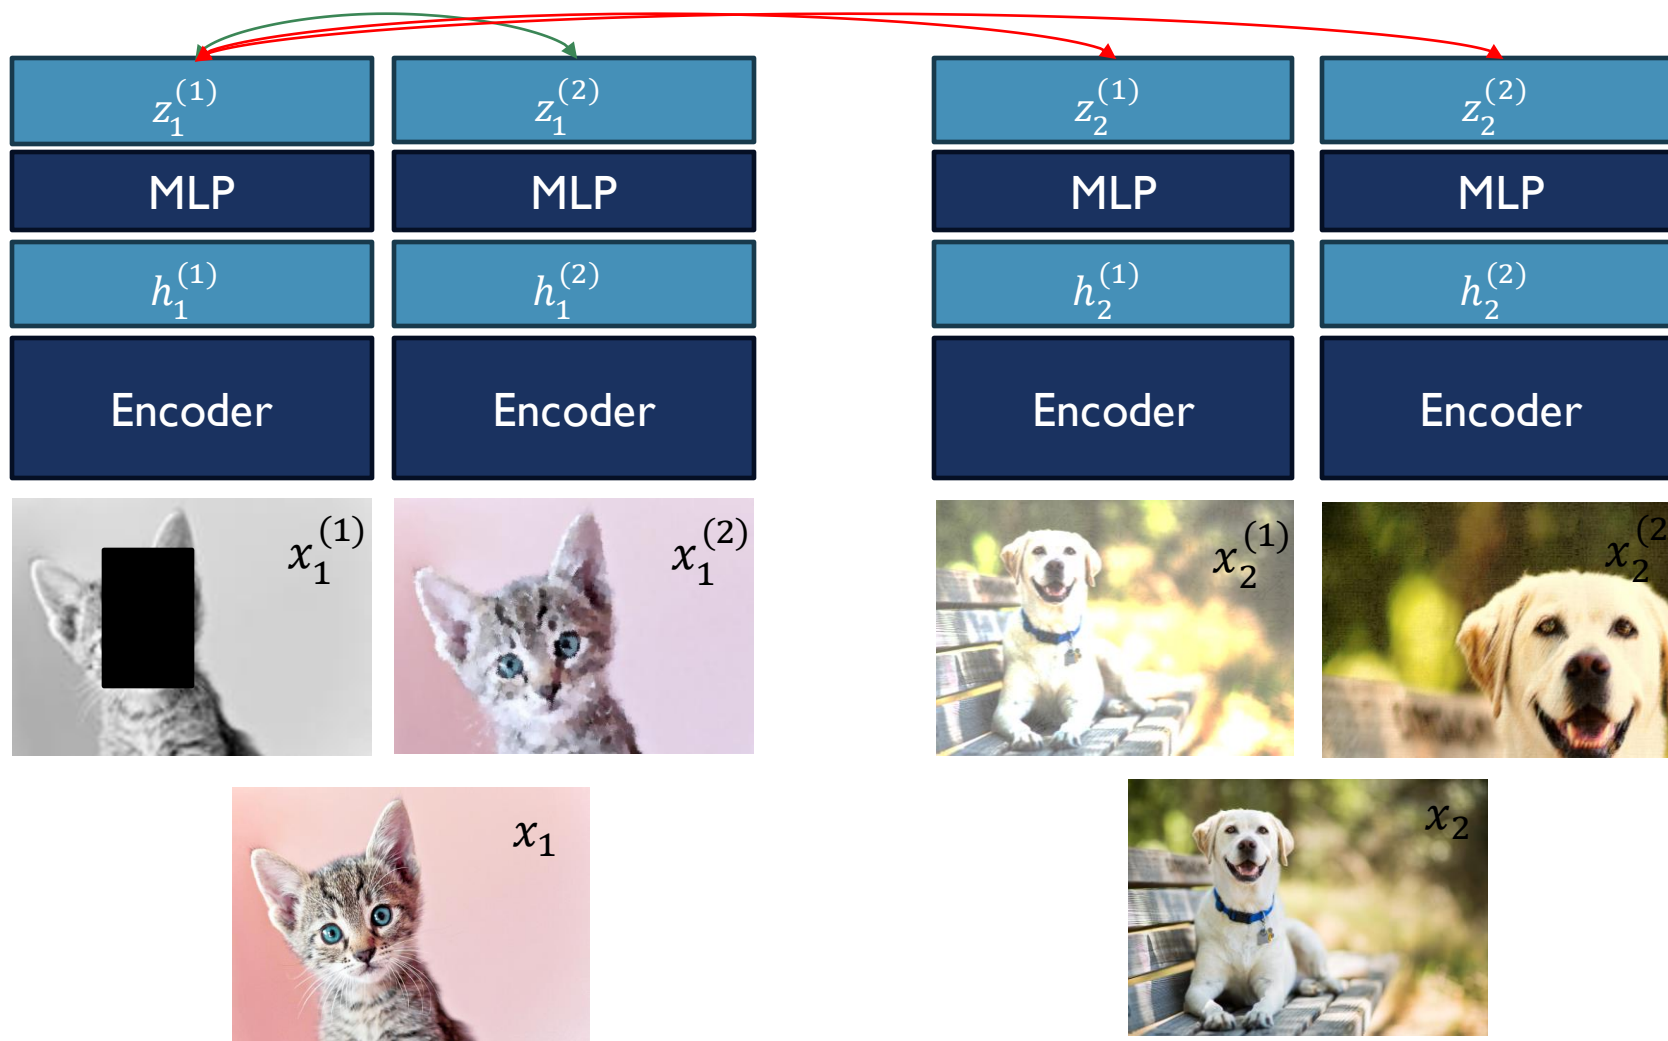 z_1^{(1)} z_1^{(2)} z_2^{(1)} z_2^{(2)}
MLP MLP MLP MLP
h_1^{(1)} h_1^{(2)} h_2^{(1)} h_2^{(2)}
Encoder Encoder Encoder Encoder
x_1^{(1)} x_1^{(2)} x_2^{(1)} x_2^{(2}
x_1 x_2